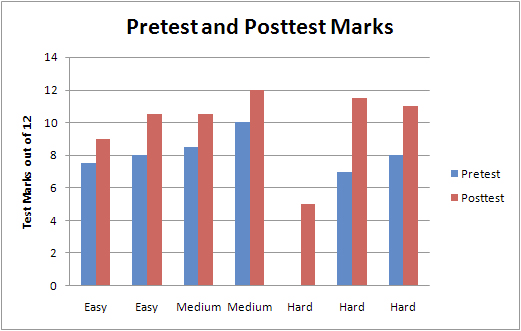 Pretest and Posttest Marks
Test Marks out of 12
14
12
10
8
6
4
2
0
Easy Easy Medium Medium Hard Hard Hard
Pretest
Posttest